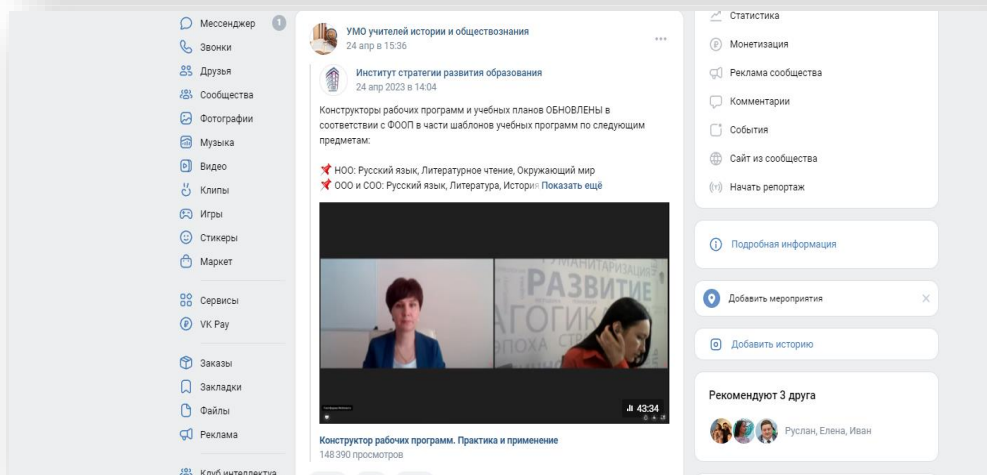 Мессенджер 1
Звонки
Друзья
Сообщества
Фотографии
Музыка
Видео
Клипы
Игры
Стикеры
Маркет
Сервисы
VK Pay
Заказы
Закладки
Файлы
Реклама
Клуб интеллектуа
УМО учителей истории и обществознания
24 апр в 15:36
Институт стратегии развития образования
24 апр 2023 в 14:04
Конструкторы рабочих программ и учебных планов ОБНОВЛЕНЫ в
соответствии с ФООП в части шаблонов учебных программ по следующим
предметам:
НОО: Русский язык, Литературное чтение, Окружающий мир
ООО и СОО: Русский язык, Литература, История Показать ещё
ГУМАНИТАРИЗАЦИЯ
РАЗВИТИЕ
АГОГИК
ЭПОХА
43:34
Конструктор рабочих программ. Практика и применение
148 390 просмотров
Статистика
Монетизация
Реклама сообщества
Комментарии
События
Сайт из сообщества
Начать репортаж
Подробная информация
Добавить мероприятия
Добавить историю
Рекомендуют 3 друга
Руслан, Елена, Иван